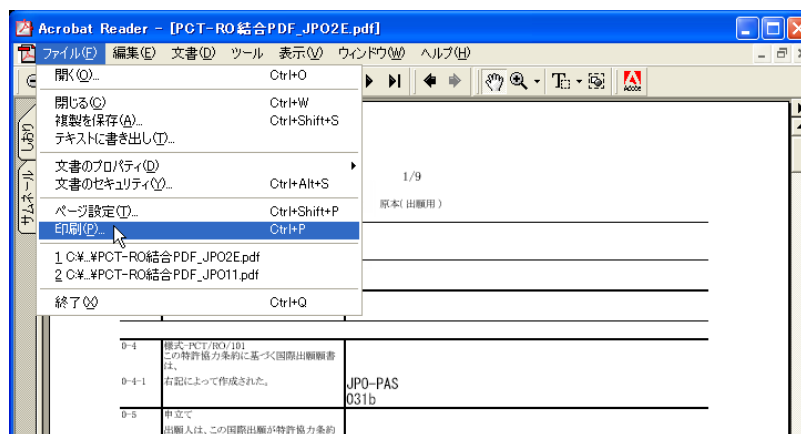 Acrobat Reader - [PCT-RO結合PDF_JPO2E.pdf]
ファイル(F) 編集(E) 文書(D) ツール 表示(V) ウィンドウ(W) ヘルプ(H)
開く(O)... Ctrl+O
閉じる(C) Ctrl+W
複製を保存(A)... Ctrl+Shift+S
テキストに書き出し(T)...
文書のプロパティ(D)
文書のセキュリティ(Y)... Ctrl+Alt+S
ページ設定(T)... Ctrl+Shift+P
印刷(P)... Ctrl+P
1 C:¥...¥PCT-RO結合PDF_JPO2E.pdf
2 C:¥...¥PCT-RO結合PDF_JPO11.pdf
終了(X) Ctrl+Q
しおり
サムネール
Adobe
1/9
原本(出願用)
0-4 様式-PCT/RO/101
この特許協力条約に基づく国際出願願書
は、
0-4-1 右記によって作成された。 JPO-PAS
031b
0-5 申立て
出願人は、この国際出願が特許協力条約